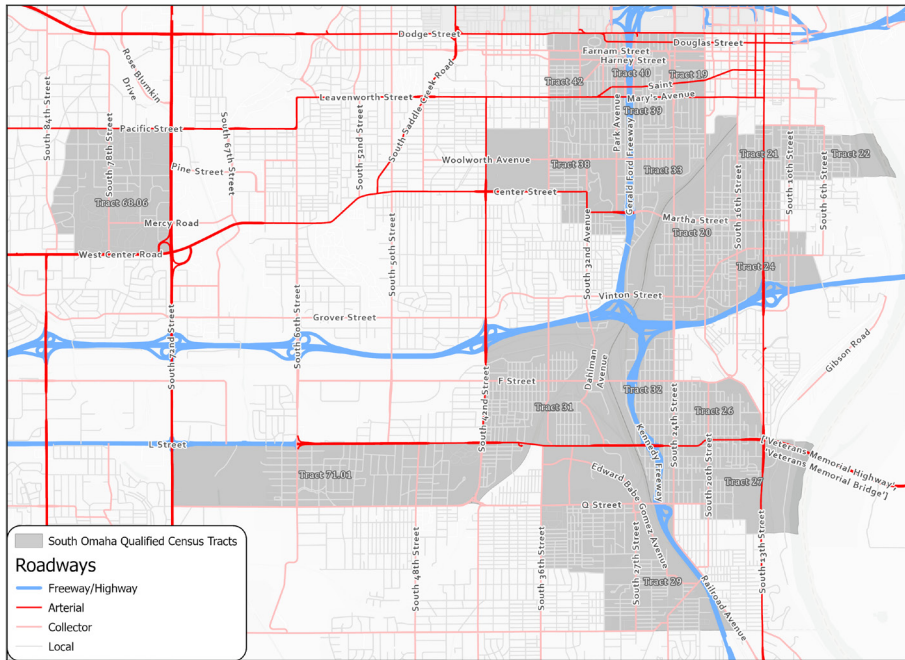 Dodge Street
Douglas Street
Farnam Street
Harney Street
Tract 42
Tract 40
Tract 19
Saint
Mary's Avenue
Tract 39
Rose Blumkin
Drive
South 84th Street
South 78th Street
South 67th Street
South 52nd Street
South Saddle Creek Road
Leavenworth Street
Park Avenue
Pacific Street
Pine Street
Woolworth Avenue
Tract 38
Gerald Ford Freeway
Tract 33
Tract 21
Tract 22
South 16th Street
South 10th Street
South 6th Street
Center Street
Tract 68.06
Mercy Road
West Center Road
South 50th Street
South 32nd Avenue
Martha Street
Tract 20
Tract 24
Vinton Street
Grover Street
South 72nd Street
South 60th Street
South 42nd Street
Gibson Road
Dahlman
Avenue
F Street
Tract 32
Tract 31
South 24th Street
Tract 26
L Street
Kennedy Freeway
South 20th Street
['Veterans Memorial Highway',
'Veterans Memorial Bridge']
Tract 71.01
Edward Babe Gomez Avenue
Tract 27
Q Street
South 48th Street
South 36th Street
South 27th Street
South 13th Street
Tract 29
Railroad Avenue
South Omaha Qualified Census Tracts
Roadways
Freeway/Highway
Arterial
Collector
Local